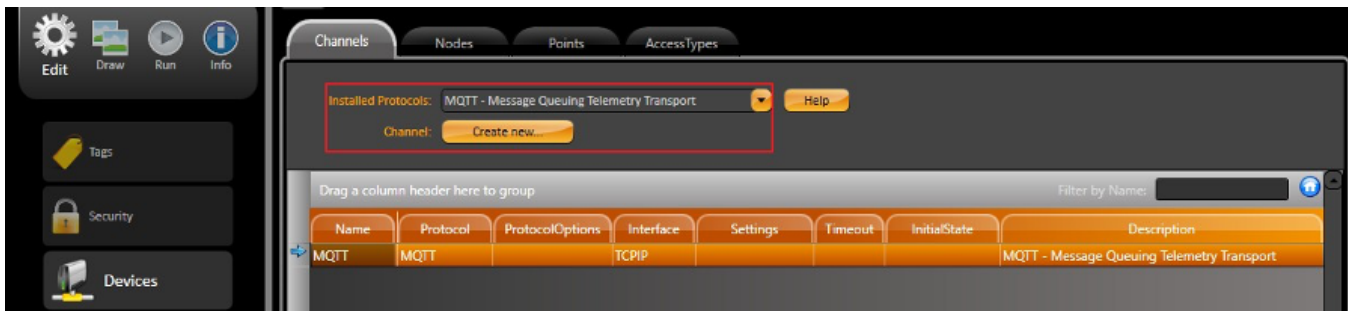 Edit Draw Run Info
Channels Nodes Points AccessTypes
Installed Protocols: MQTT - Message Queuing Telemetry Transport Help
Channel: Create new...
Tags
Security
Devices
Drag a column header here to group Filter by Name:
Name Protocol ProtocolOptions Interface Settings Timeout InitialState Description
MQTT MQTT TCPIP MQTT - Message Queuing Telemetry Transport